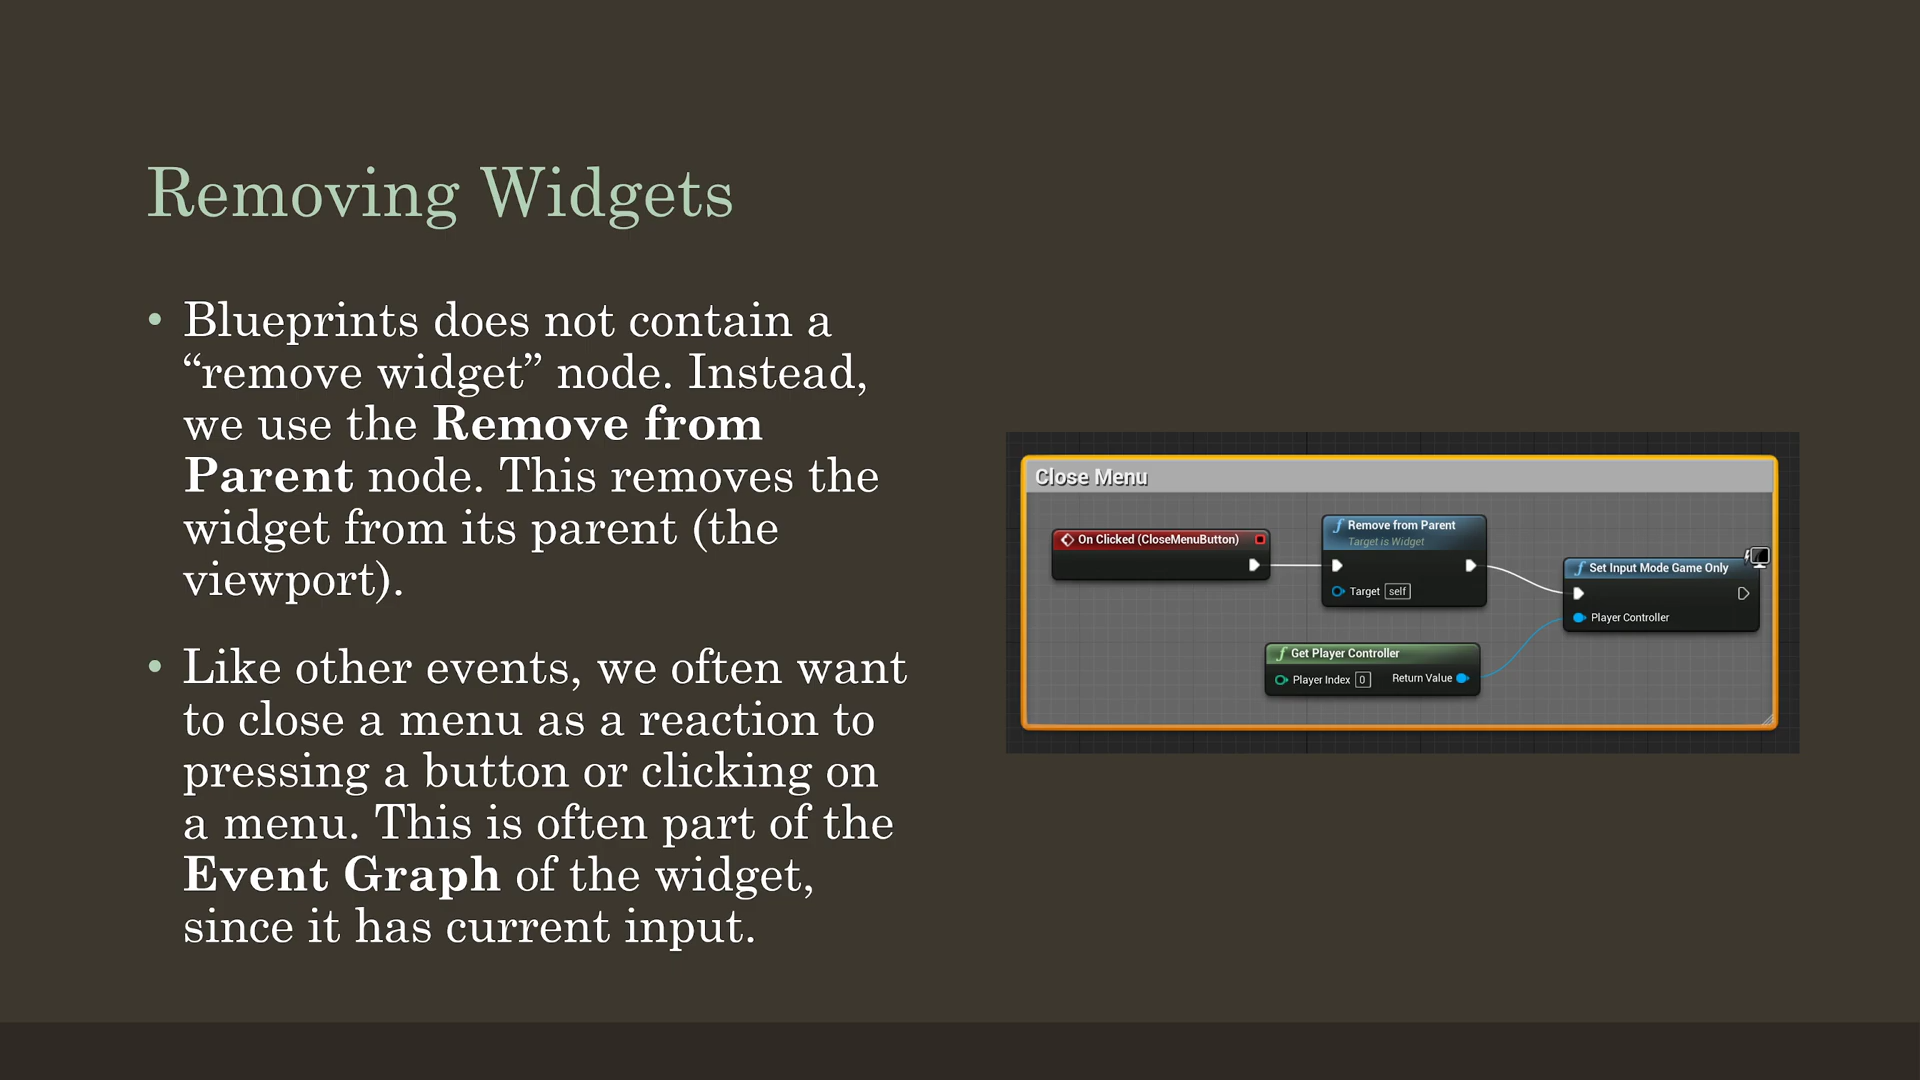 Removing Widgets
• Blueprints does not contain a
“remove widget” node. Instead,
we use the Remove from
Parent node. This removes the
widget from its parent (the
viewport).
• Like other events, we often want
to close a menu as a reaction to
pressing a button or clicking on
a menu. This is often part of the
Event Graph of the widget,
since it has current input.
Close Menu
On Clicked (CloseMenuButton)
f Remove from Parent
Target is Widget
Target self
f Set Input Mode Game Only
Player Controller
f Get Player Controller
Player Index 0 Return Value